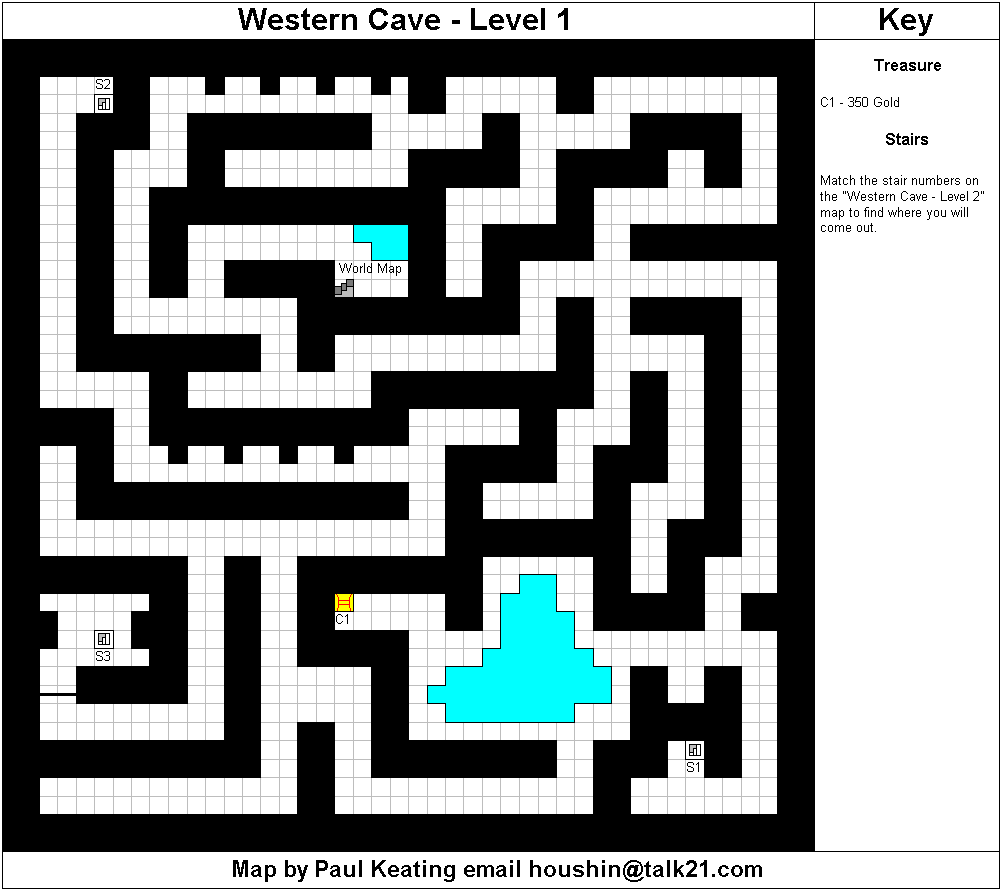 Western Cave - Level 1
Key
Treasure
C1 - 350 Gold
Stairs
Match the stair numbers on
the "Western Cave - Level 2"
map to find where you will
come out.
S2
World Map
C1
S3
S1
Map by Paul Keating email houshin@talk21.com